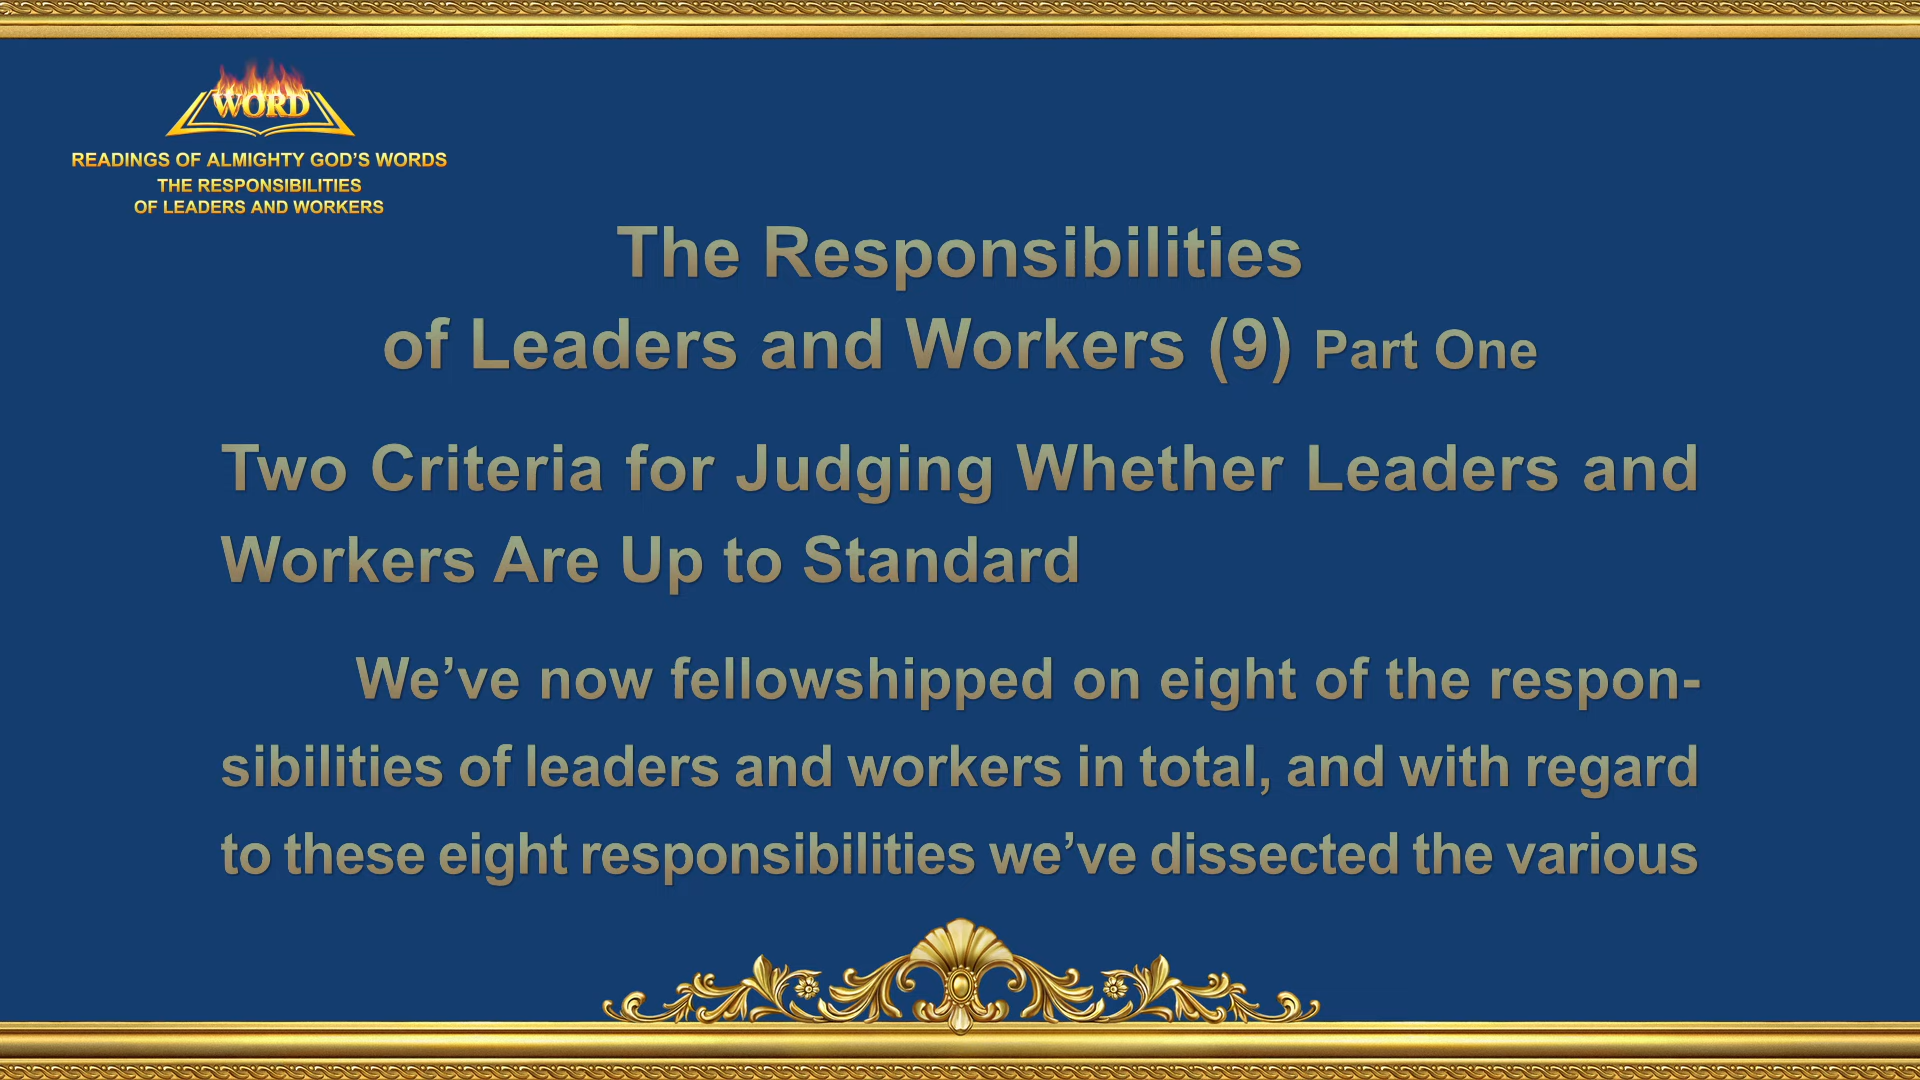 WORD
READINGS OF ALMIGHTY GOD’S WORDS
THE RESPONSIBILITIES
OF LEADERS AND WORKERS
The Responsibilities
of Leaders and Workers (9) Part One
Two Criteria for Judging Whether Leaders and
Workers Are Up to Standard
We’ve now fellowshipped on eight of the respon-
sibilities of leaders and workers in total, and with regard
to these eight responsibilities we’ve dissected the various